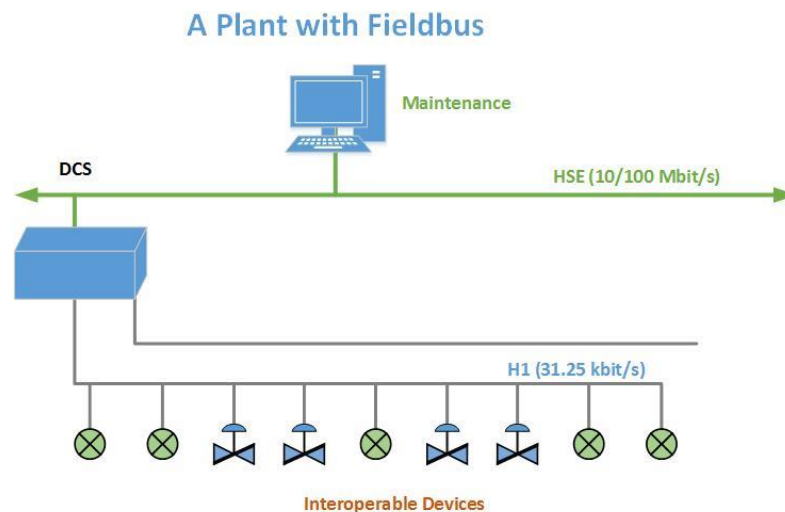 A Plant with Fieldbus
Maintenance
DCS
HSE (10/100 Mbit/s)
H1 (31.25 kbit/s)
Interoperable Devices